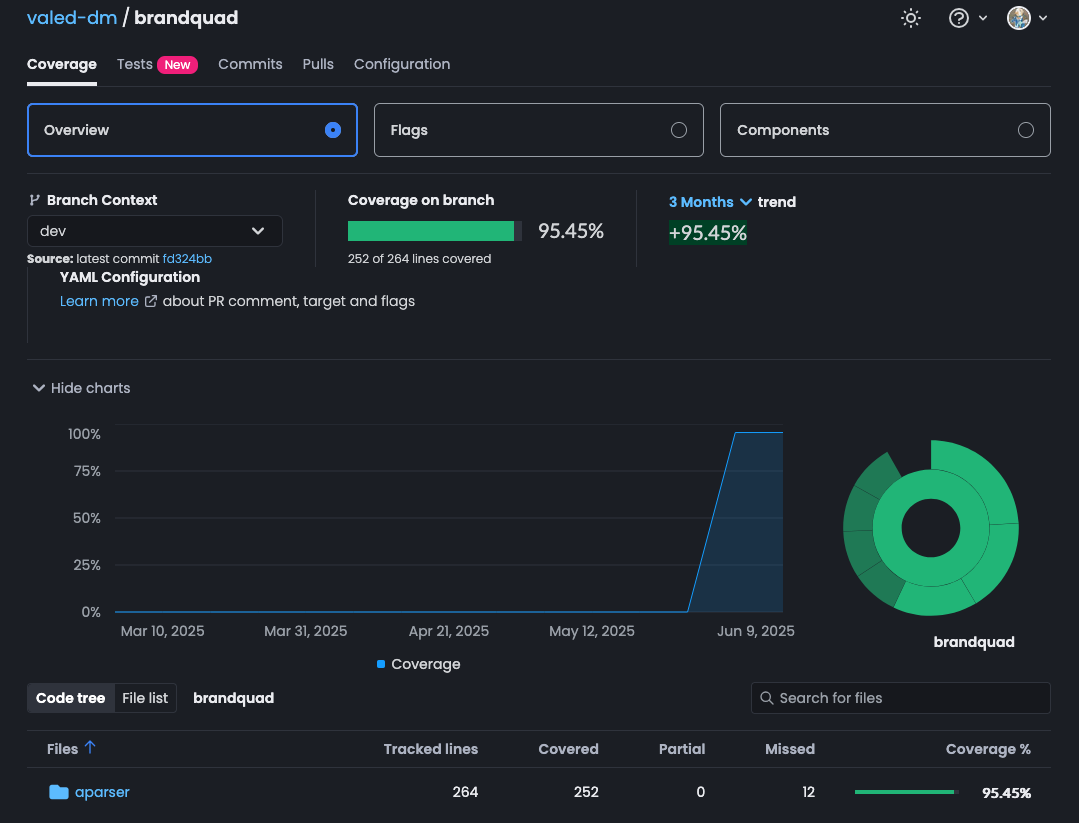 valed-dm / brandquad
Coverage Tests New Commits Pulls Configuration
Overview Flags Components
Branch Context
dev
Source: latest commit fd324bb
Coverage on branch
95.45%
252 of 264 lines covered
3 Months trend
+95.45%
YAML Configuration
Learn more about PR comment, target and flags
Hide charts
100%
75%
50%
25%
0%
Mar 10, 2025 Mar 31, 2025 Apr 21, 2025 May 12, 2025 Jun 9, 2025
Coverage
brandquad
Code tree File list brandquad Search for files
Files Tracked lines Covered Partial Missed Coverage %
aparser 264 252 0 12 95.45%